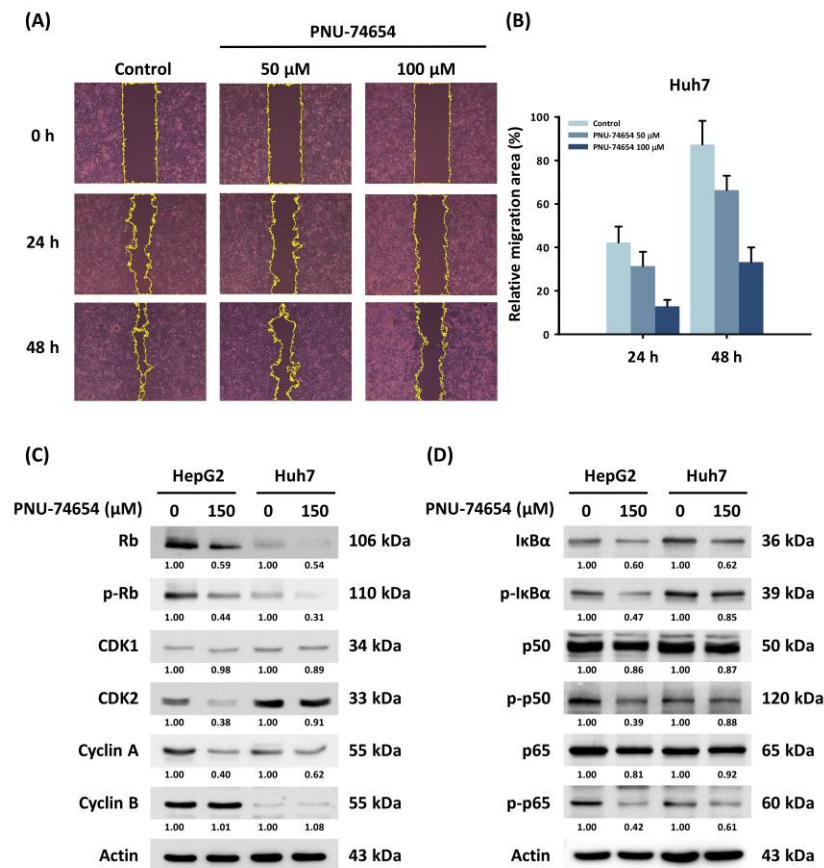 (A)
PNU-74654
Control 50 μM 100 μM
0 h
24 h
48 h
(B)
Huh7
Relative migration area (%)
100
80
60
40
20
0
Control
PNU-74654 50 μM
PNU-74654 100 μM
24 h 48 h
(C)
HepG2 Huh7
PNU-74654 (μM) 0 150 0 150
Rb 106 kDa
1.00 0.59 1.00 0.54
p-Rb 110 kDa
1.00 0.44 1.00 0.31
CDK1 34 kDa
1.00 0.98 1.00 0.89
CDK2 33 kDa
1.00 0.38 1.00 0.91
Cyclin A 55 kDa
1.00 0.40 1.00 0.62
Cyclin B 55 kDa
1.00 1.01 1.00 1.08
Actin 43 kDa
(D)
HepG2 Huh7
PNU-74654 (μM) 0 150 0 150
IκBα 36 kDa
1.00 0.60 1.00 0.62
p-IκBα 39 kDa
1.00 0.47 1.00 0.85
p50 50 kDa
1.00 0.86 1.00 0.87
p-p50 120 kDa
1.00 0.39 1.00 0.88
p65 65 kDa
1.00 0.81 1.00 0.92
p-p65 60 kDa
1.00 0.42 1.00 0.61
Actin 43 kDa